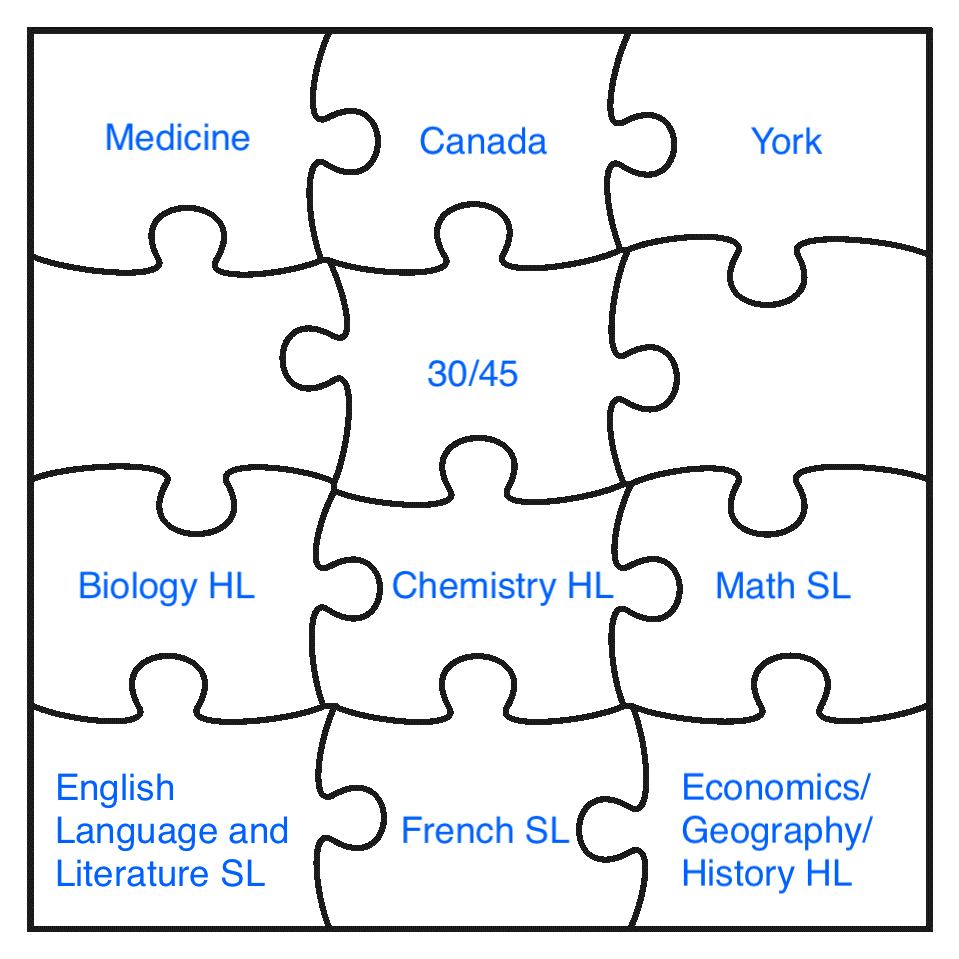 Medicine
Canada
York
30/45
Biology HL
Chemistry HL
Math SL
English
Language and
Literature SL
French SL
Economics/
Geography/
History HL